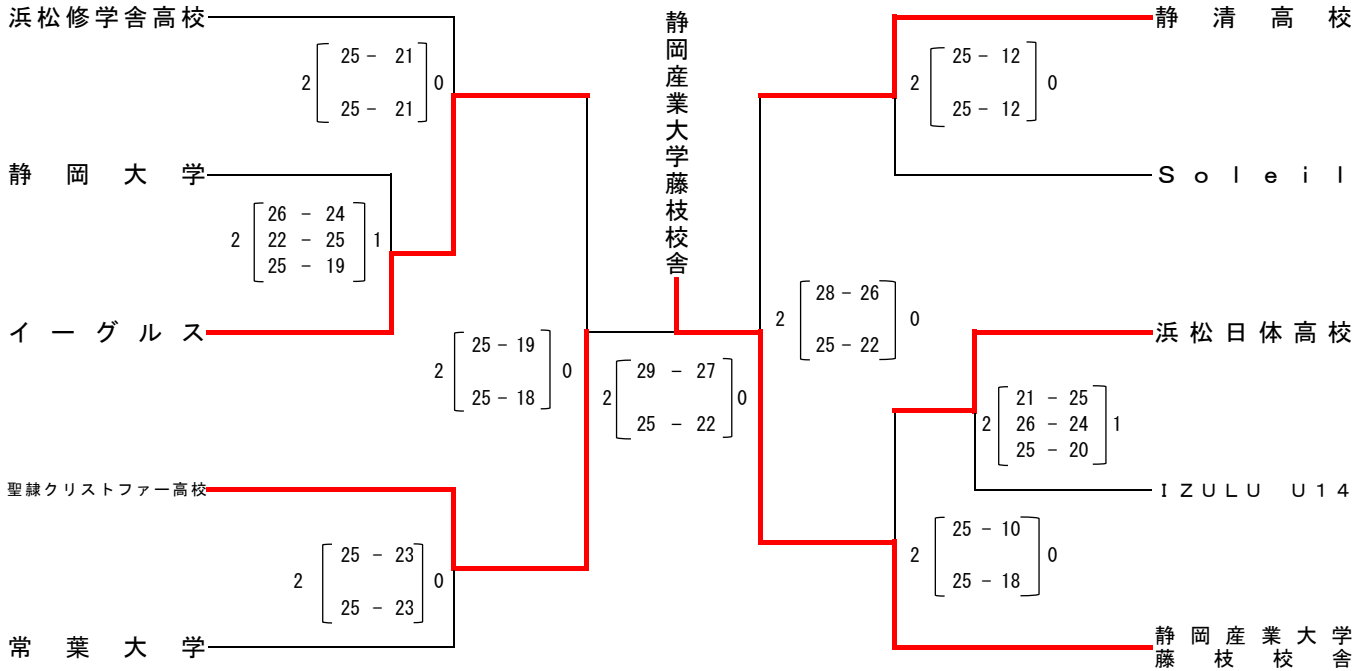 浜松修学舎高校
2 25 - 21 0
25 - 21
静岡大学
2 26 - 24 1
22 - 25
25 - 19
イーグルス
2 25 - 19 0
25 - 18
聖隷クリストファー高校
2 25 - 23 0
25 - 23
常葉大学
静岡産業大学藤枝校舎
2 29 - 27 0
25 - 22
静清高校
2 25 - 12 0
25 - 12
Soleil
2 28 - 26 0
25 - 22
浜松日体高校
2 21 - 25 1
26 - 24
25 - 20
IZULU U14
2 25 - 10 0
25 - 18
静岡産業大学
藤枝校舎